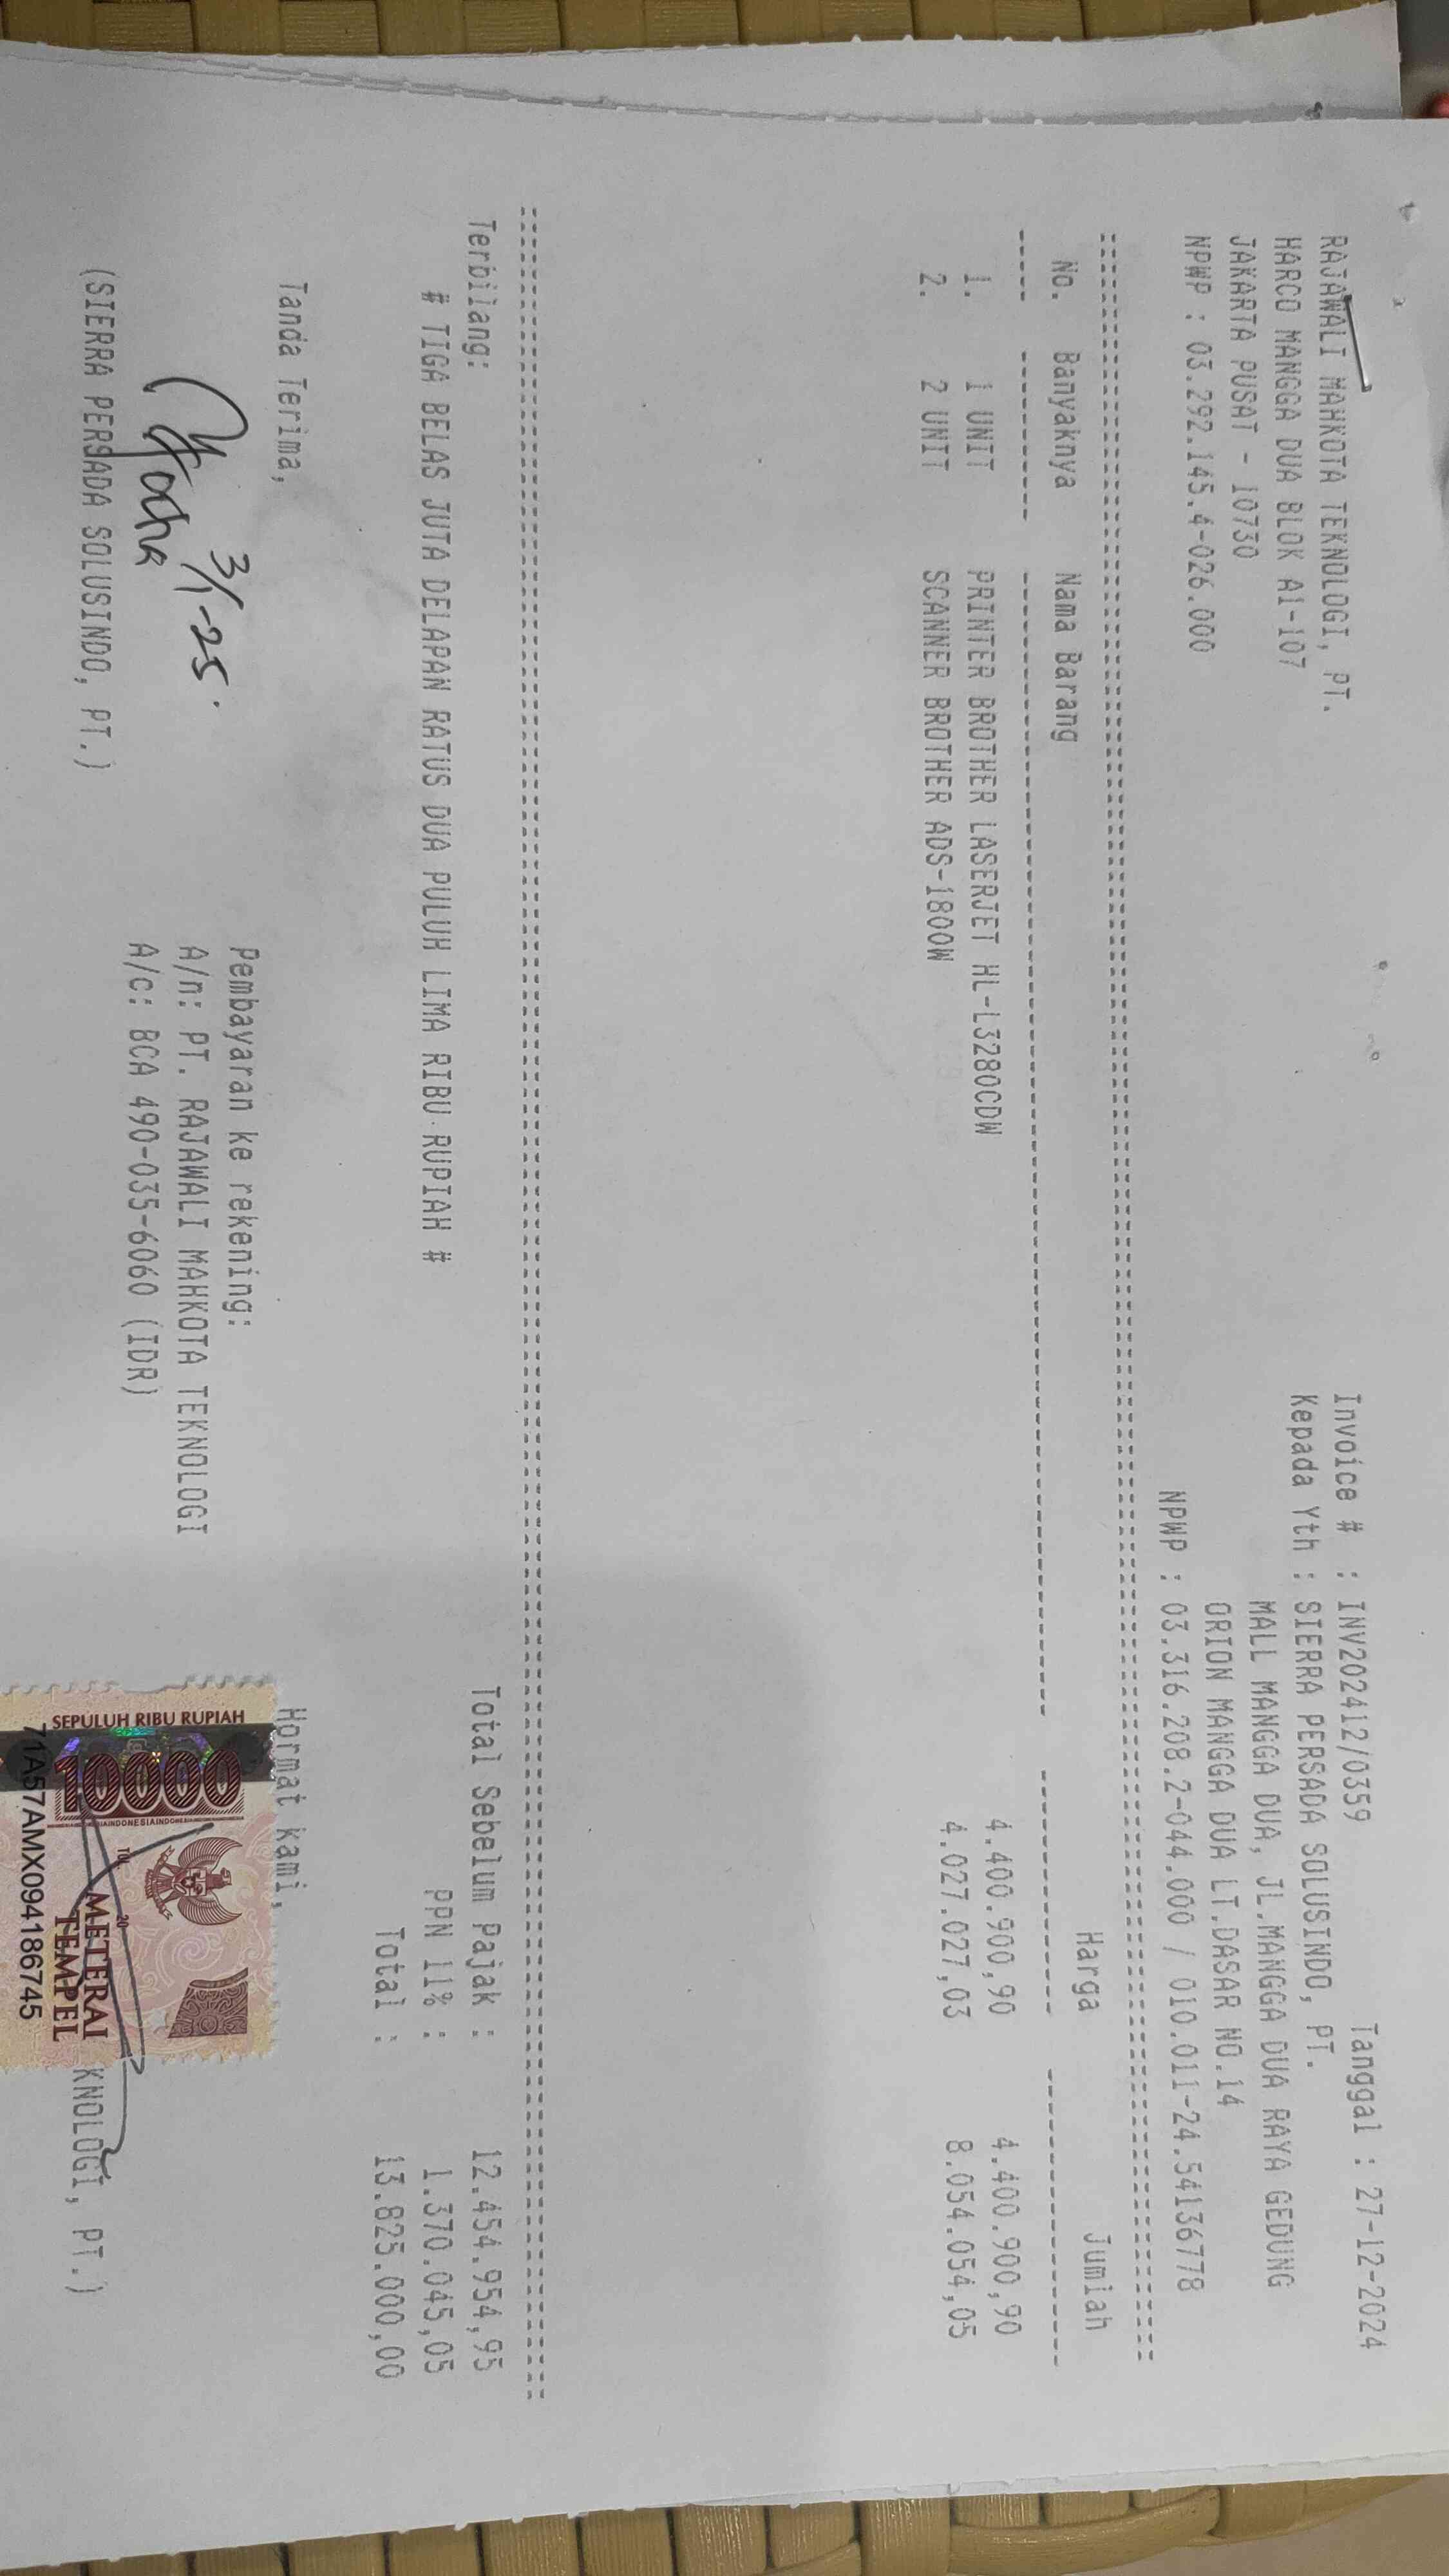 RAJAWALI MAHKOTA TEKNOLOGI, PT.
HARCO MANGGA DUA BLOK A1-107
JAKARTA PUSAT - 10730
NPWP : 03.292.145.4-026.000
Invoice # : INV202412/0359 Tanggal : 27-12-2024
Kepada Yth : SIERRA PERSADA SOLUSINDO, PT.
MALL MANGGA DUA, JL.MANGGA DUA RAYA GEDUNG
ORION MANGGA DUA LT.DASAR NO.14
NPWP : 03.316.208.2-044.000 / 010.011-24.54136778
No. Banyaknya Nama Barang Harga Jumlah
1. 1 UNIT PRINTER BROTHER LASERJET HL-L3280CDW 4.400.900,90 4.400.900,90
2. 2 UNIT SCANNER BROTHER ADS-1800W 4.027.027,03 8.054.054,05
Terbilang: Total Sebelum Pajak : 12.454.954,95
# TIGA BELAS JUTA DELAPAN RATUS DUA PULUH LIMA RIBU RUPIAH # PPN 11% : 1.370.045,05
Total : 13.825.000,00
Tanda Terima, Hormat Kami,
Pembayaran ke rekening:
A/n: PT. RAJAWALI MAHKOTA TEKNOLOGI
A/c: BCA 490-035-6060 (IDR)
3/1-25.
(SIERRA PERSADA SOLUSINDO, PT.)
KNOLOGI, PT.)
SEPULUH RIBU RUPIAH
10000
TGL 20
METERAI
TEMPEL
71A57AMX094186745